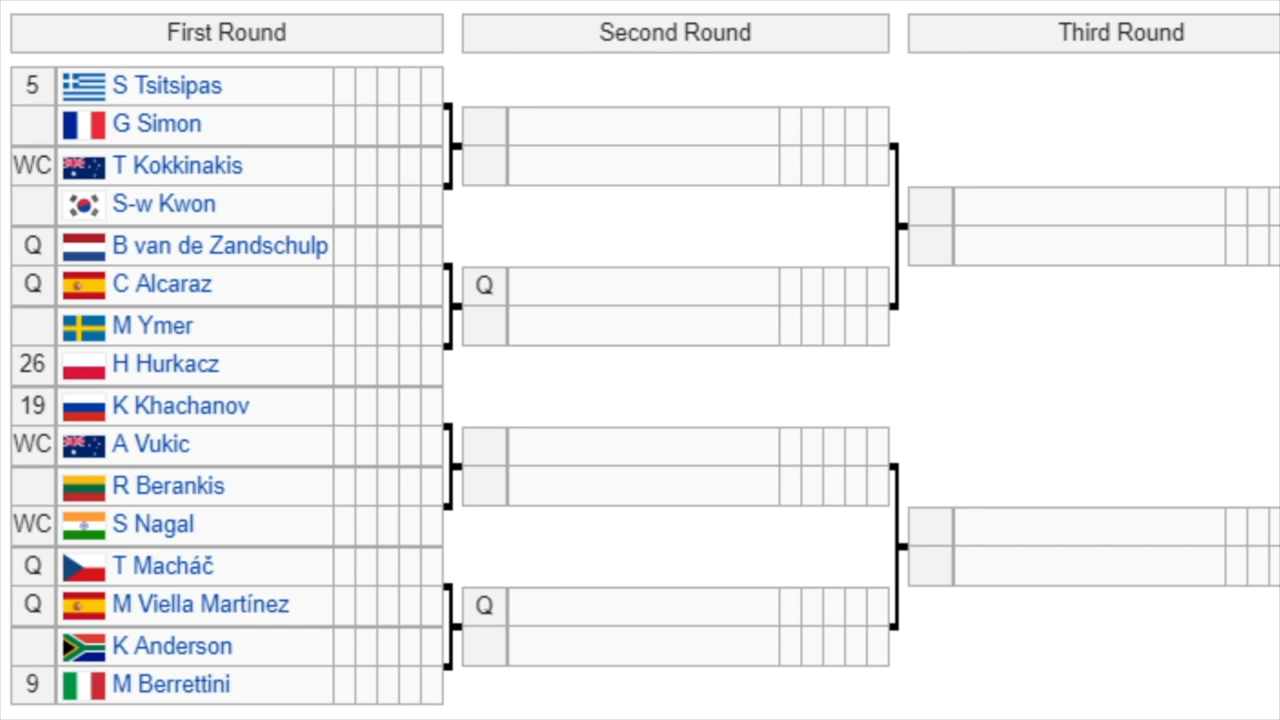 First Round Second Round Third Round
5 S Tsitsipas
G Simon
WC T Kokkinakis
S-w Kwon
Q B van de Zandschulp
Q C Alcaraz Q
M Ymer
26 H Hurkacz
19 K Khachanov
WC A Vukic
R Berankis
WC S Nagal
Q T Macháč
Q M Viella Martínez Q
K Anderson
9 M Berrettini